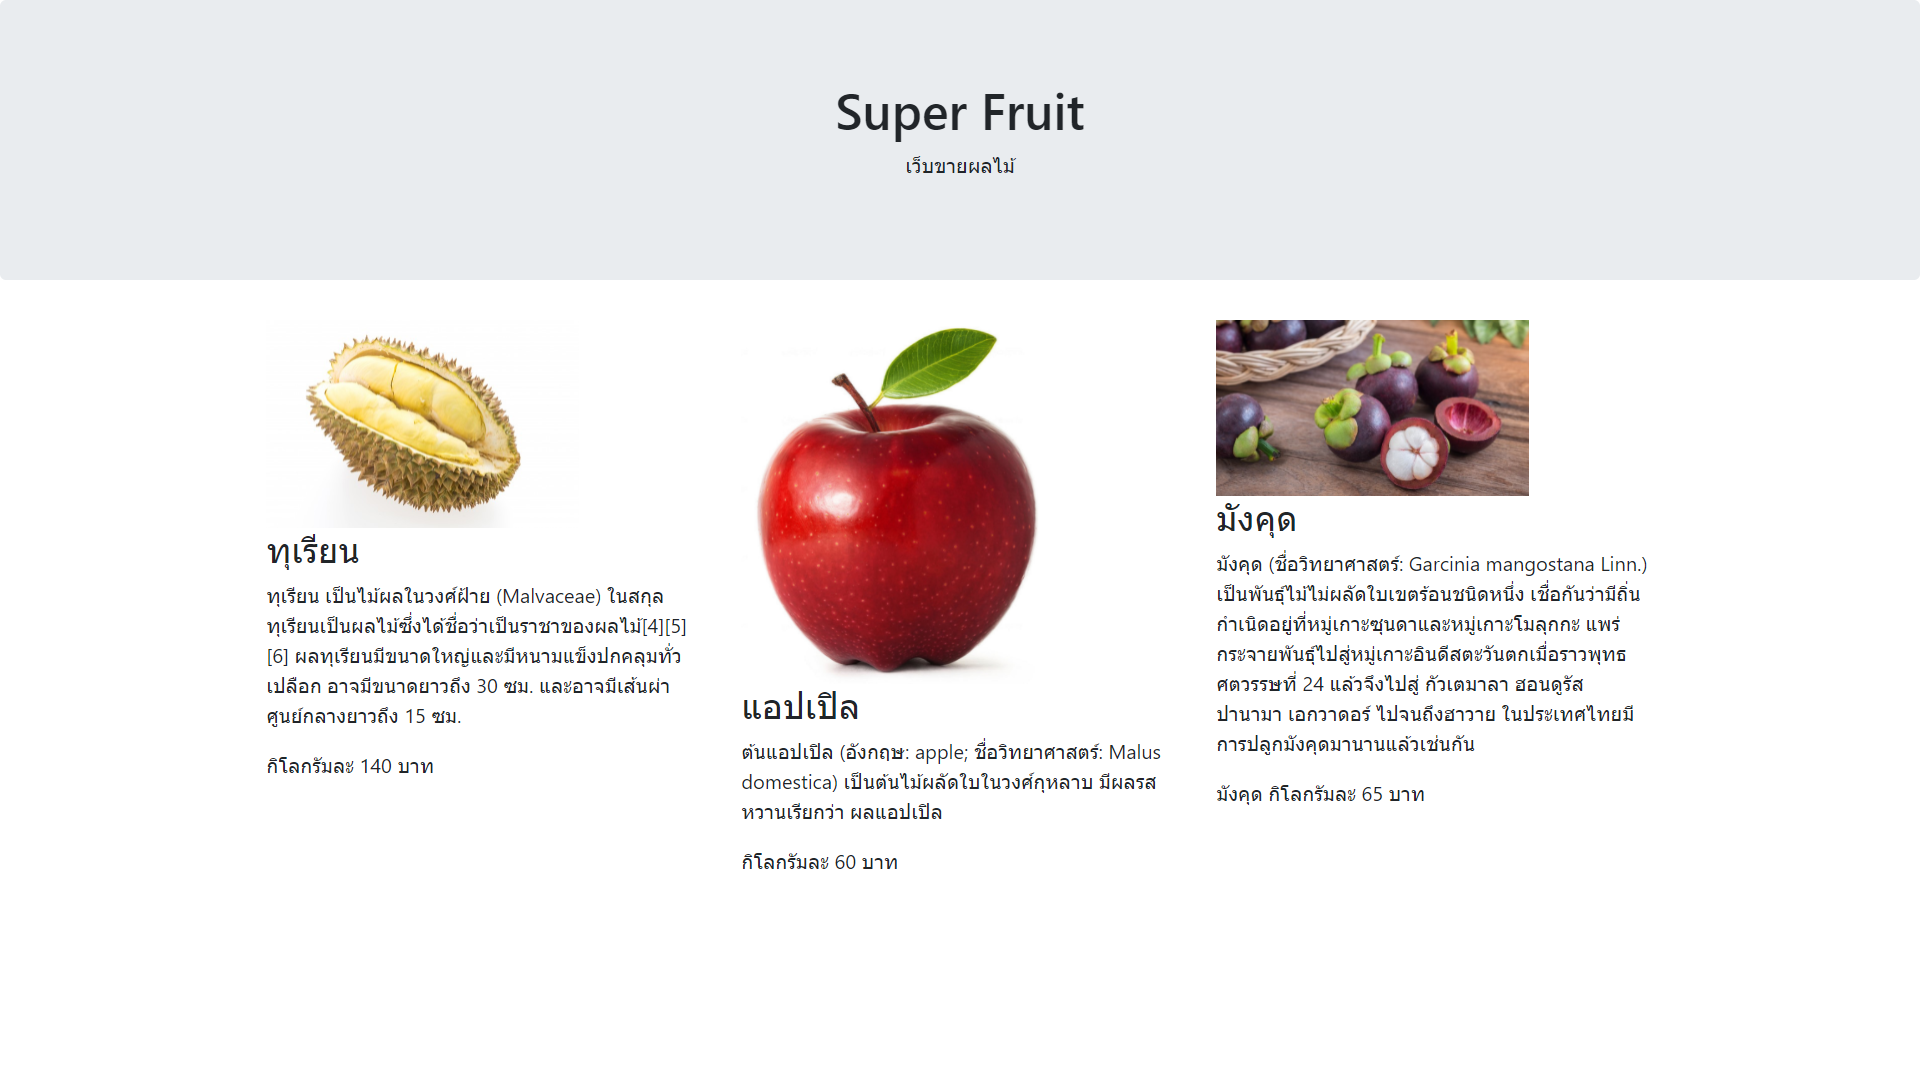 Super Fruit
เว็บขายผลไม้
ทุเรียน
ทุเรียน เป็นไม้ผลในวงศ์ฝ้าย (Malvaceae) ในสกุล
ทุเรียนเป็นผลไม้ซึ่งได้ชื่อว่าเป็นราชาของผลไม้[4][5]
[6] ผลทุเรียนมีขนาดใหญ่และมีหนามแข็งปกคลุมทั่ว
เปลือก อาจมีขนาดยาวถึง 30 ซม. และอาจมีเส้นผ่า
ศูนย์กลางยาวถึง 15 ซม.
กิโลกรัมละ 140 บาท
แอปเปิล
ต้นแอปเปิล (อังกฤษ: apple; ชื่อวิทยาศาสตร์: Malus
domestica) เป็นต้นไม้ผลัดใบในวงศ์กุหลาบ มีผลรส
หวานเรียกว่า ผลแอปเปิล
กิโลกรัมละ 60 บาท
มังคุด
มังคุด (ชื่อวิทยาศาสตร์: Garcinia mangostana Linn.)
เป็นพันธุ์ไม้ไม่ผลัดใบเขตร้อนชนิดหนึ่ง เชื่อกันว่ามีถิ่น
กำเนิดอยู่ที่หมู่เกาะซุนดาและหมู่เกาะโมลุกกะ แพร่
กระจายพันธุ์ไปสู่หมู่เกาะอินดีสตะวันตกเมื่อราวพุทธ
ศตวรรษที่ 24 แล้วจึงไปสู่ กัวเตมาลา ฮอนดูรัส
ปานามา เอกวาดอร์ ไปจนถึงฮาวาย ในประเทศไทยมี
การปลูกมังคุดมานานแล้วเช่นกัน
มังคุด กิโลกรัมละ 65 บาท